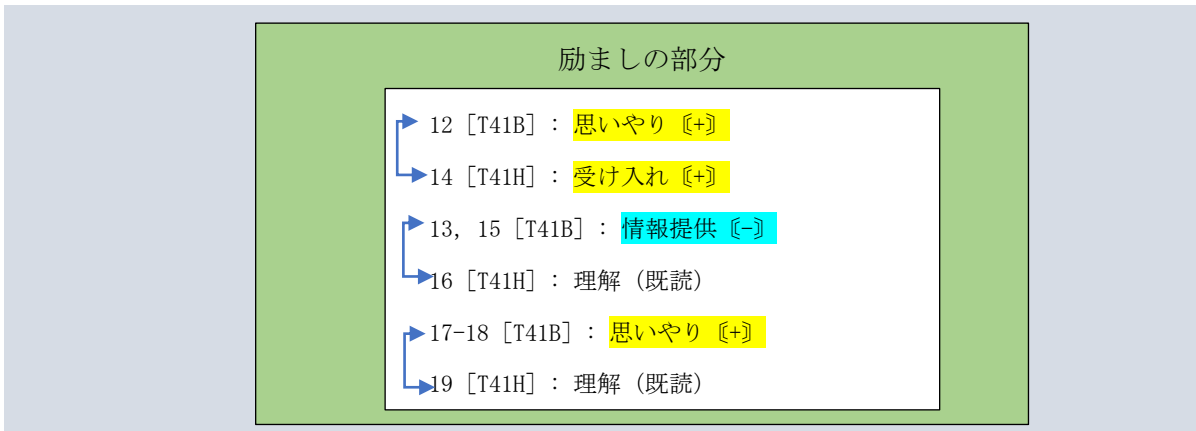 励ましの部分
12［T41B］：思いやり〔+〕
14［T41H］：受け入れ〔+〕
13, 15［T41B］：情報提供〔−〕
16［T41H］：理解（既読）
17-18［T41B］：思いやり〔+〕
19［T41H］：理解（既読）